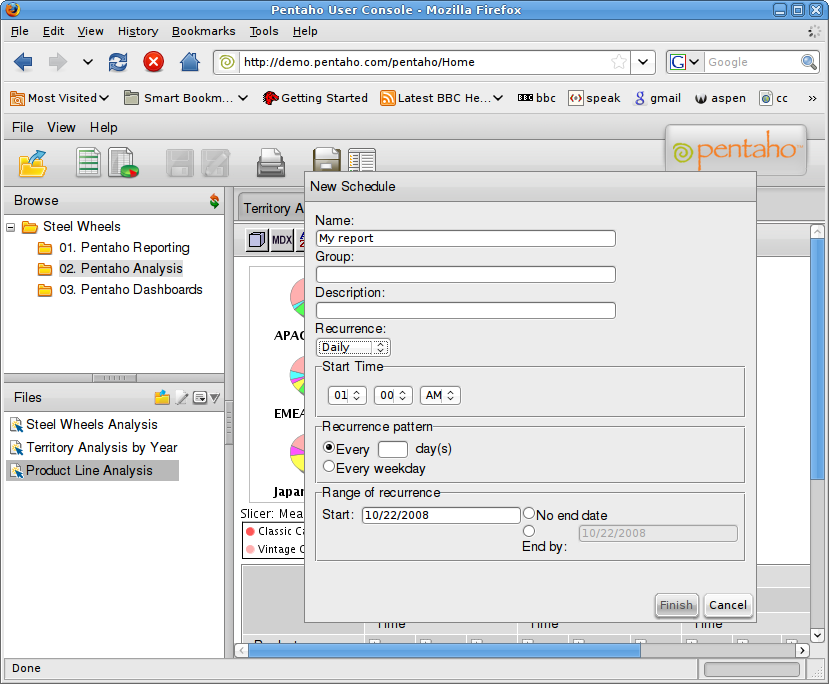 Pentaho User Console - Mozilla Firefox
File Edit View History Bookmarks Tools Help
http://demo.pentaho.com/pentaho/Home
G Google
Most Visited Smart Bookm... Getting Started Latest BBC He... bbc speak gmail aspen cc »
File View Help
pentaho
Browse
Steel Wheels
01. Pentaho Reporting
02. Pentaho Analysis
03. Pentaho Dashboards
Files
Steel Wheels Analysis
Territory Analysis by Year
Product Line Analysis
Territory A
MDX
APAC
EMEA
Japan
Slicer: Mea
Classic Ca
Vintage C
New Schedule
Name:
My report
Group:
Description:
Recurrence:
Daily
Start Time
01 00 AM
Recurrence pattern
Every day(s)
Every weekday
Range of recurrence
Start: 10/22/2008 No end date
End by: 10/22/2008
Finish Cancel
Time Time Time
Done